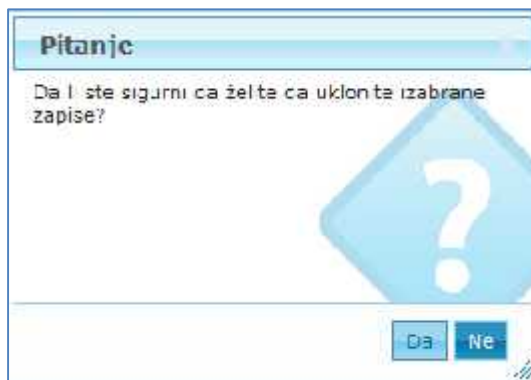 Pitanje
Da li ste sigurni da želite da uklonite izabrane
zapise?
Da
Ne